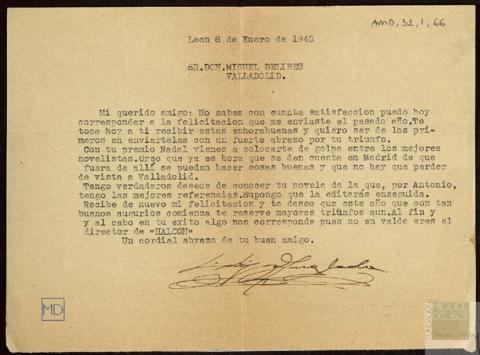 AMD, 32, 1, 66
Leon 8 de Enero de 1948
SR.DON.MIGUEL DELIBES
VALLADOLID.
Mi querido amigo: No sabes con cuanta satisfaccion puedo hoy
corresponder a la felicitacion que me enviaste el pasado año.Te
toca hoy a ti recibir estas enhorabuenas y quiero ser de los pri-
meros en enviartelas con un fuerte abrazo por tu triunfo.
Con tu premio Nadal vienes a colocarte de golpe entre los mejores
novelistas.Creo que ya es hora que se den cuenta en Madrid de que
fuera de allí se pueden hacer cosas buenas y que no hay que perder
de vista a Valladolid.
Tengo verdaderos deseos de conocer tu novela de la que, por Antonio,
tengo las mejores referencias.Supongo que la editarás enseguida.
Recibe de nuevo mi felicitacion y te deseo que este año que con tan
buenos augurios comienza te reserve mayores triunfos aun.Al fin y
y al cabo en tu exito algo nos corresponde pues no en valde eres el
director de "HALCON"
Un cordial abrazo de tu buen amigo.
MD
MIGUEL
DELIBES